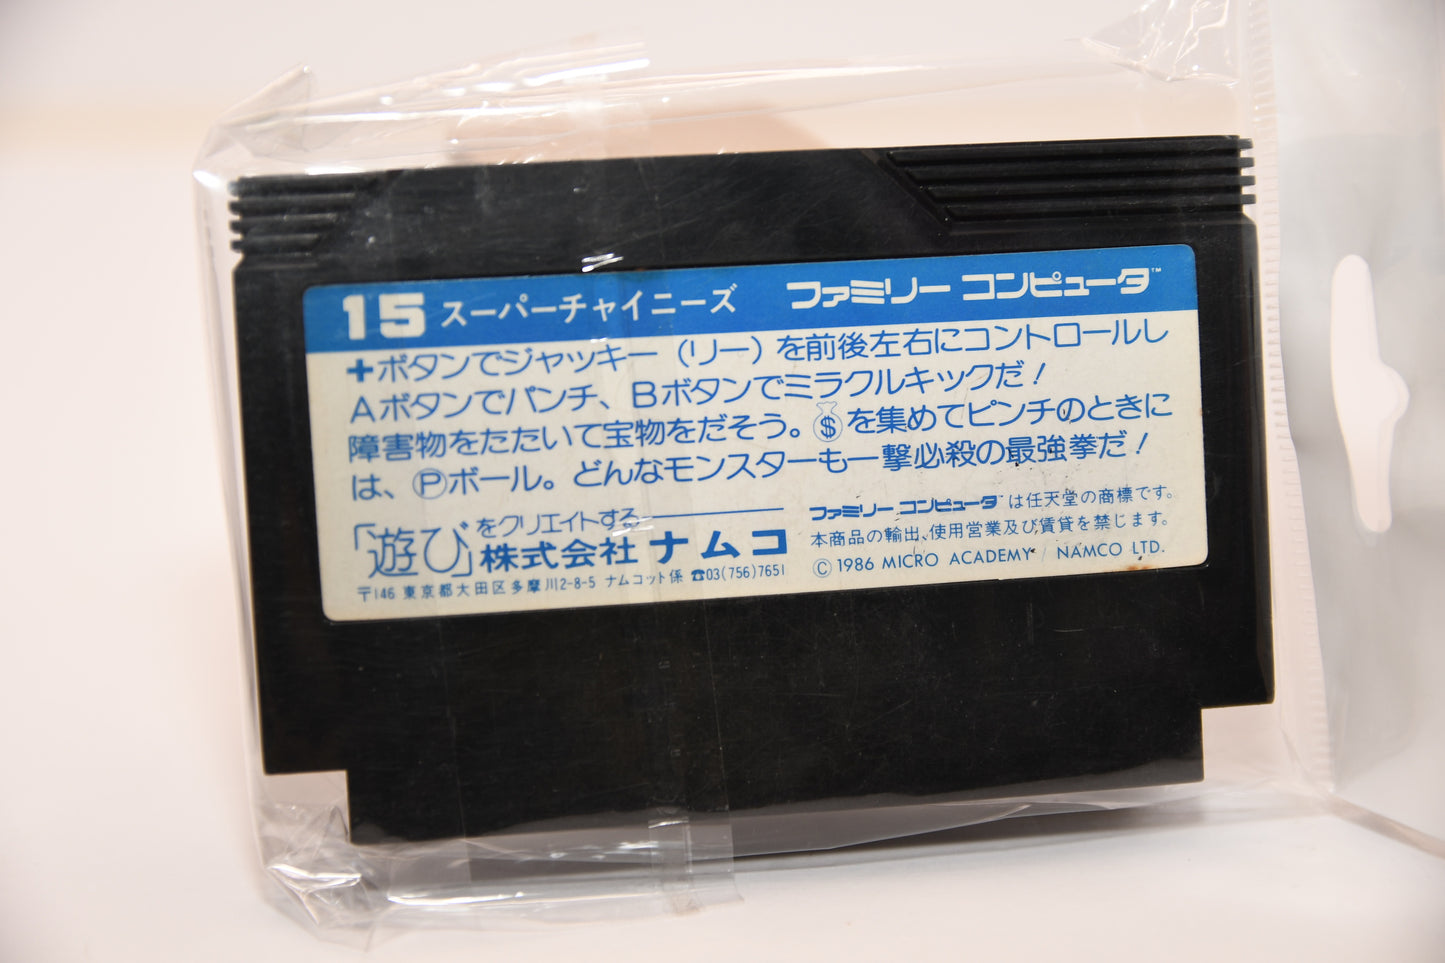 15 スーパーチャイニーズ ファミリー コンピュータ™
✚ボタンでジャッキー（リー）を前後左右にコントロールし
Aボタンでパンチ、Bボタンでミラクルキックだ！
障害物をたたいて宝物をだそう。$を集めてピンチのときに
は、Ⓟボール。どんなモンスターも一撃必殺の最強拳だ！
「遊び」をクリエイトする
株式会社 ナムコ
〒146 東京都大田区多摩川2-8-5 ナムコット係 ☎03(756)7651
ファミリー コンピュータ™は任天堂の商標です。
本商品の輸出、使用営業及び賃貸を禁じます。
© 1986 MICRO ACADEMY / NAMCO LTD.